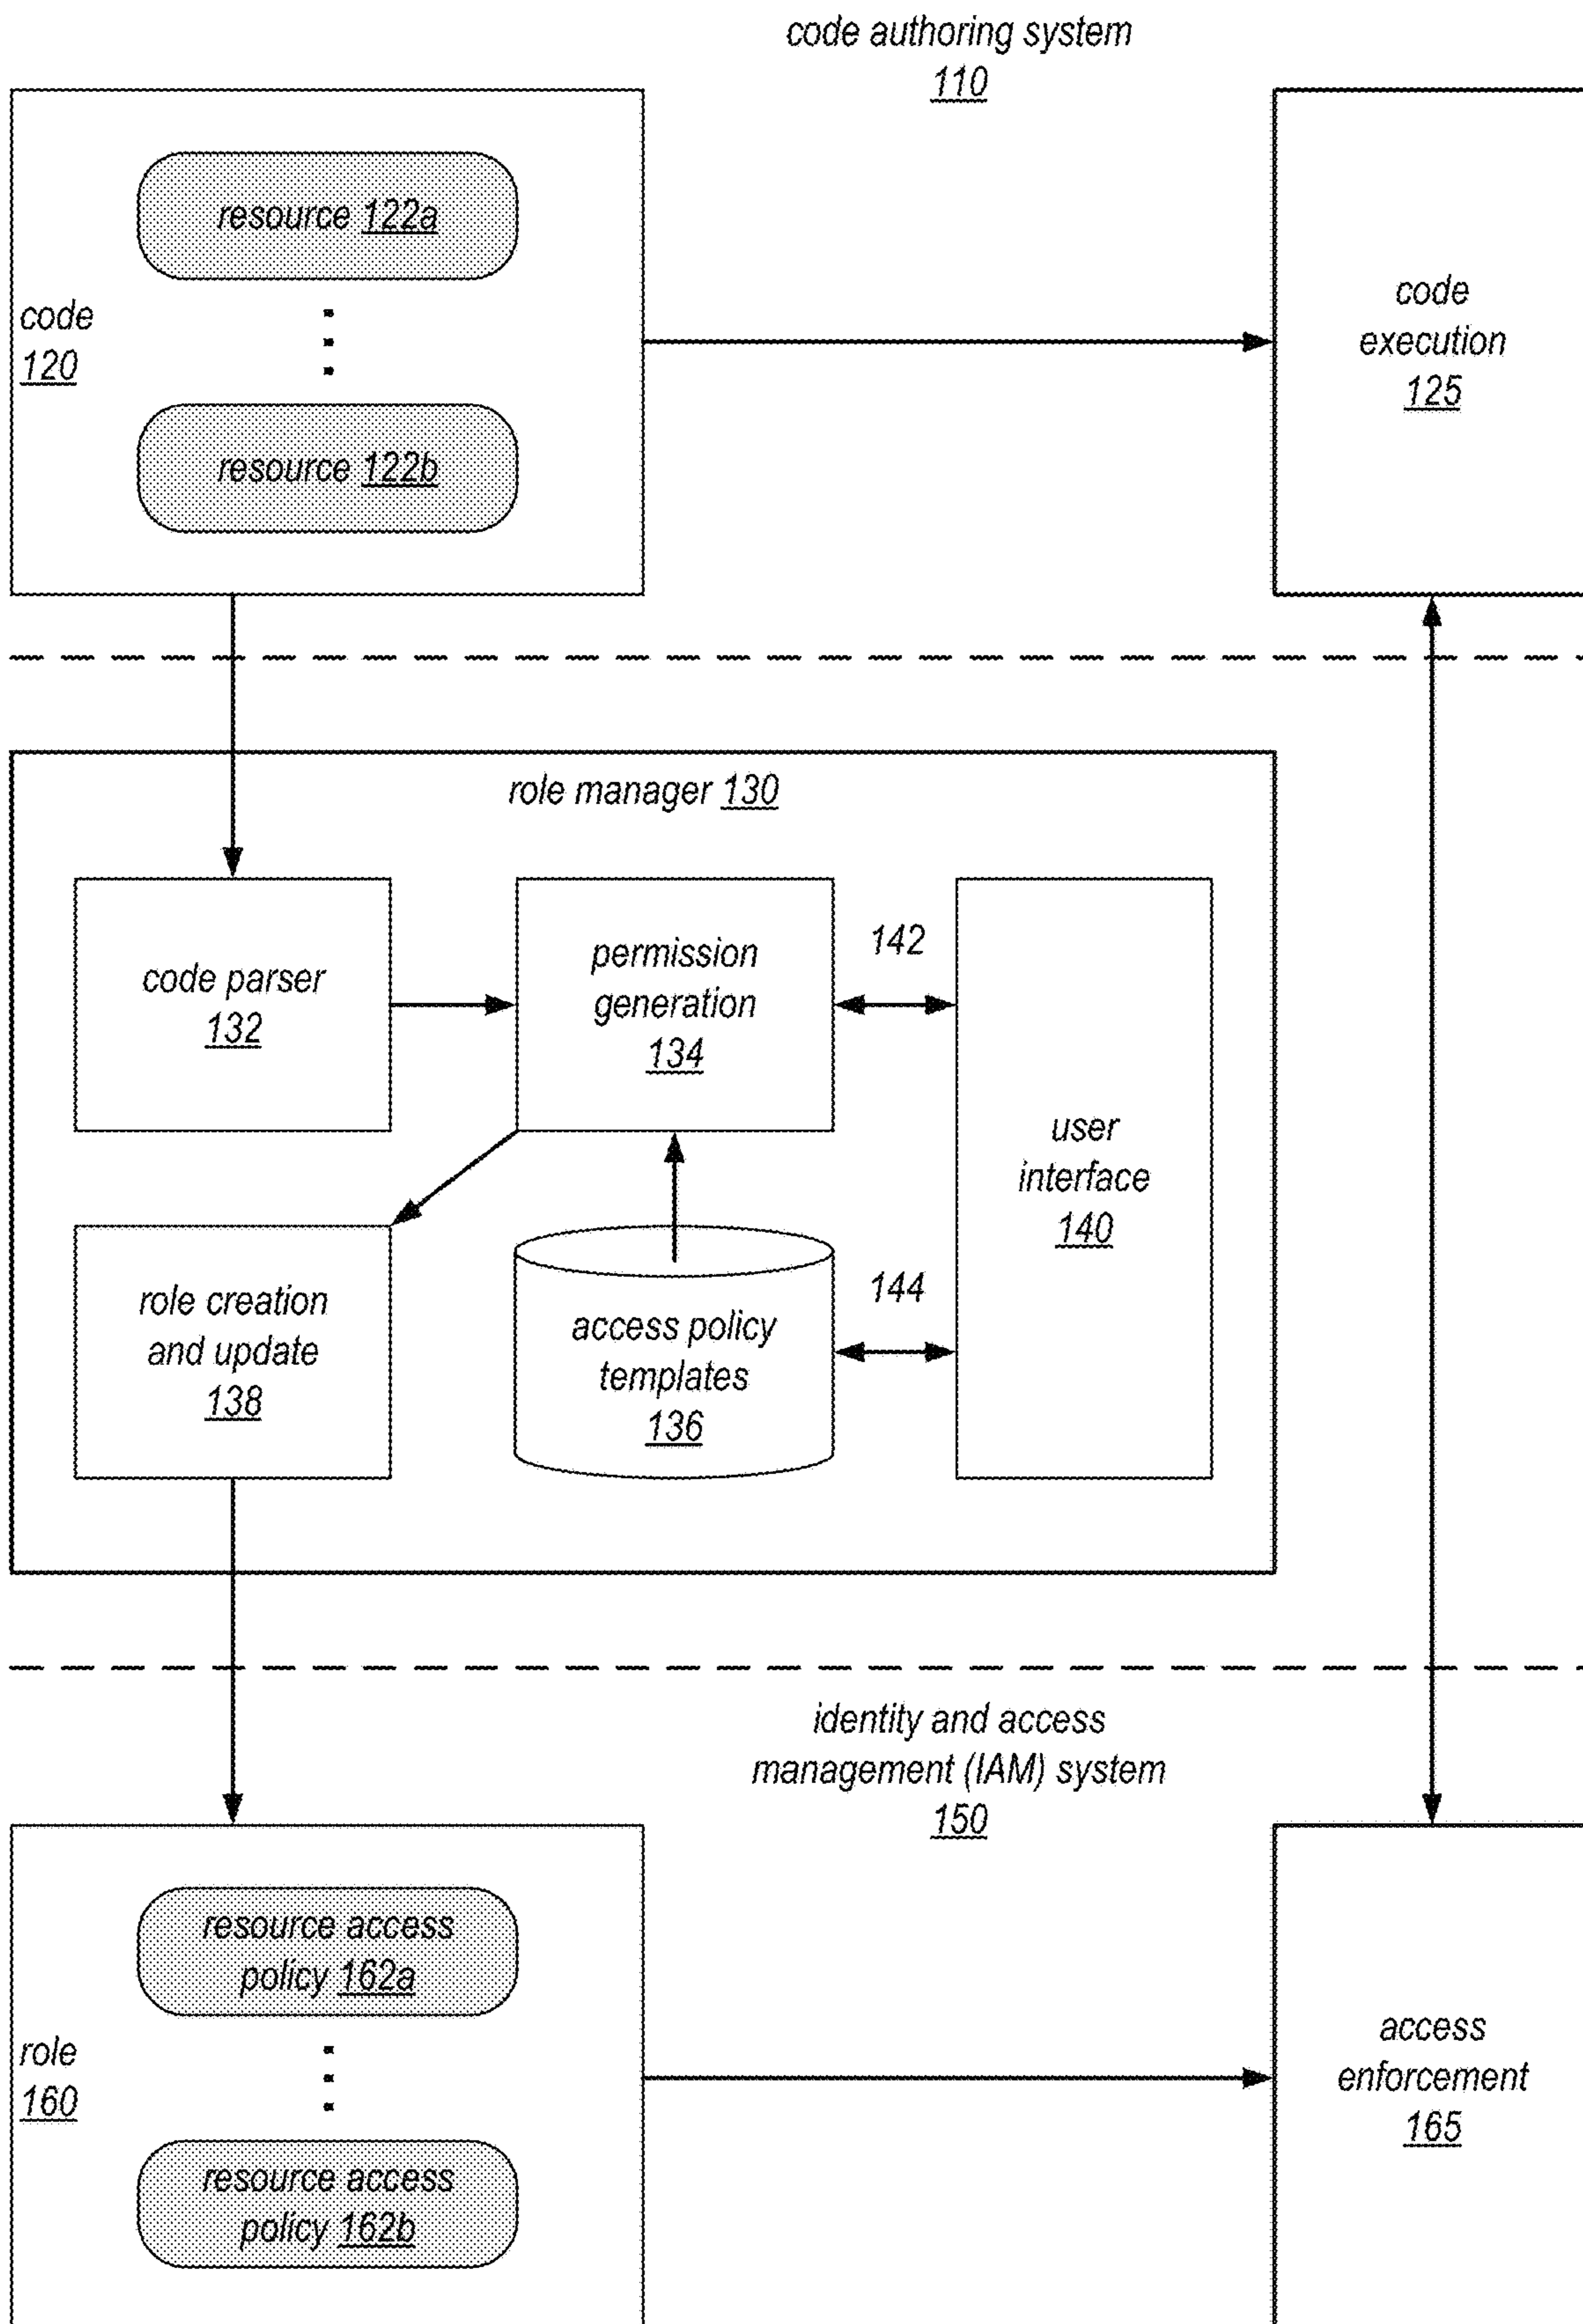 code authoring system
110
resource 122a
code
120
resource 122b
code
execution
125
role manager 130
code parser
132
permission
generation
134
142
user
interface
140
role creation
and update
138
access policy
templates
136
144
identity and access
management (IAM) system
150
resource access
policy 162a
role
160
resource access
policy 162b
access
enforcement
165